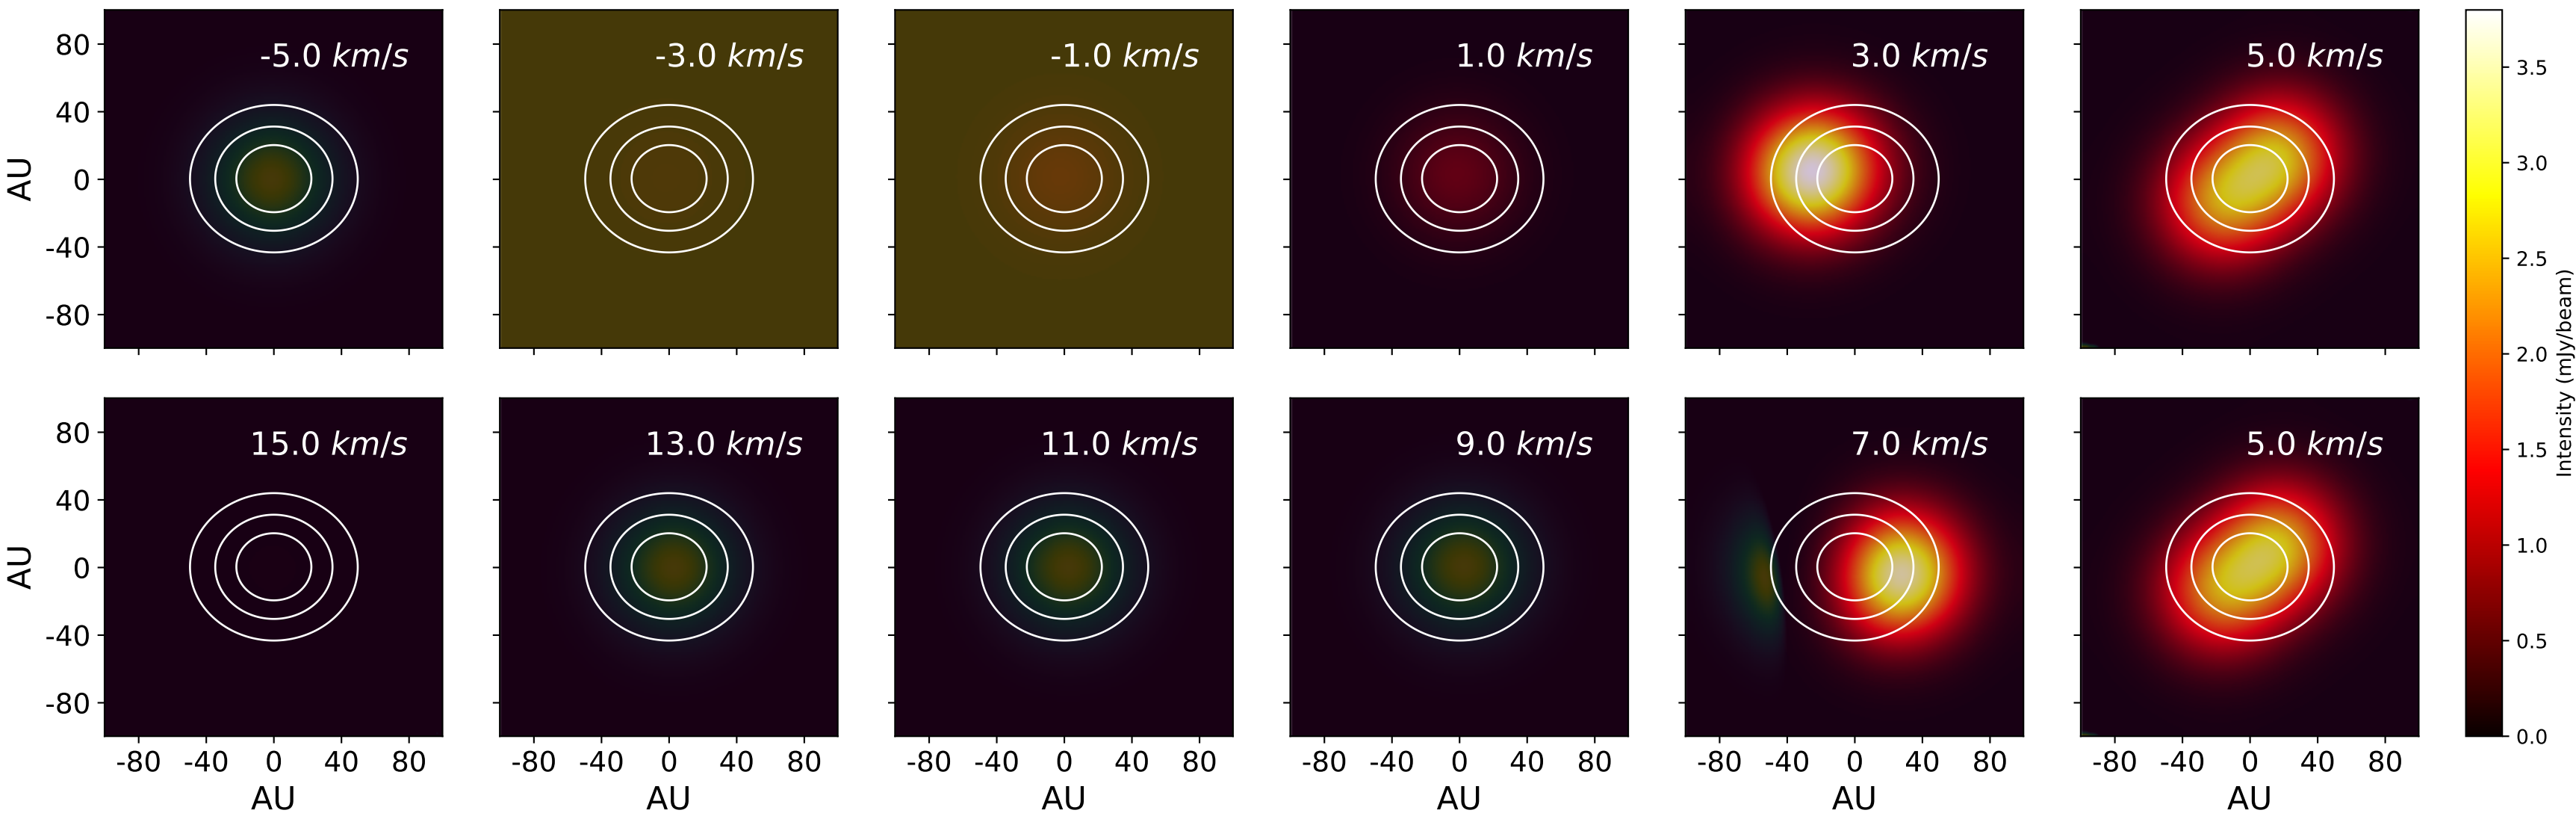 -5.0 km/s
-3.0 km/s
-1.0 km/s
1.0 km/s
3.0 km/s
5.0 km/s
80
40
0
-40
-80
AU
15.0 km/s
13.0 km/s
11.0 km/s
9.0 km/s
7.0 km/s
5.0 km/s
80
40
0
-40
-80
AU
-80 -40 0 40 80
-80 -40 0 40 80
-80 -40 0 40 80
-80 -40 0 40 80
-80 -40 0 40 80
-80 -40 0 40 80
AU
AU
AU
AU
AU
AU
3.5
3.0
2.5
2.0
1.5
1.0
0.5
0.0
Intensity (mJy/beam)